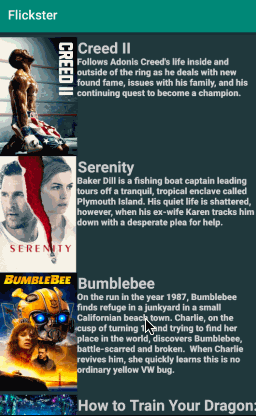 Flickster
CREED II
Creed II
Follows Adonis Creed's life inside and
outside of the ring as he deals with new
found fame, issues with his family, and his
continuing quest to become a champion.
SERENITY
Serenity
Baker Dill is a fishing boat captain leading
tours off a tranquil, tropical enclave called
Plymouth Island. His quiet life is shattered,
however, when his ex-wife Karen tracks him
down with a desperate plea for help.
BUMBLEBEE
Bumblebee
On the run in the year 1987, Bumblebee
finds refuge in a junkyard in a small
Californian beach town. Charlie, on the
cusp of turning and trying to find her
place in the world, discovers Bumblebee,
battle-scarred and broken. When Charlie
revives him, she quickly learns this is no
ordinary yellow VW bug.
How to Train Your Dragon: